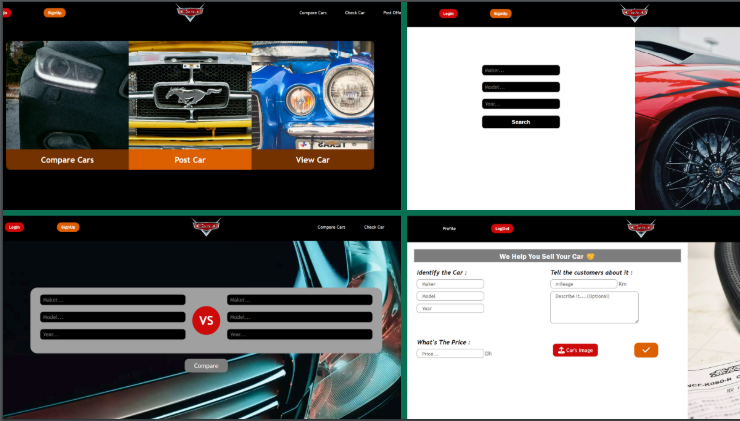 SignUp
Compare Cars
Check Car
Post Offe
Compare Cars
Post Car
View Car
Login
SignUp
Maker...
Model...
Year...
Search
Login
SignUp
Compare Cars
Check Car
Maker...
Model...
Year...
VS
Maker...
Model...
Year...
Compare
Profile
LogOut
We Help You Sell Your Car
Identify the Car :
Maker
Model
Year
Tell the customers about it :
mileage
Km
Describe it....(Optional)
What's The Price :
Price...
Dh
Car's Image